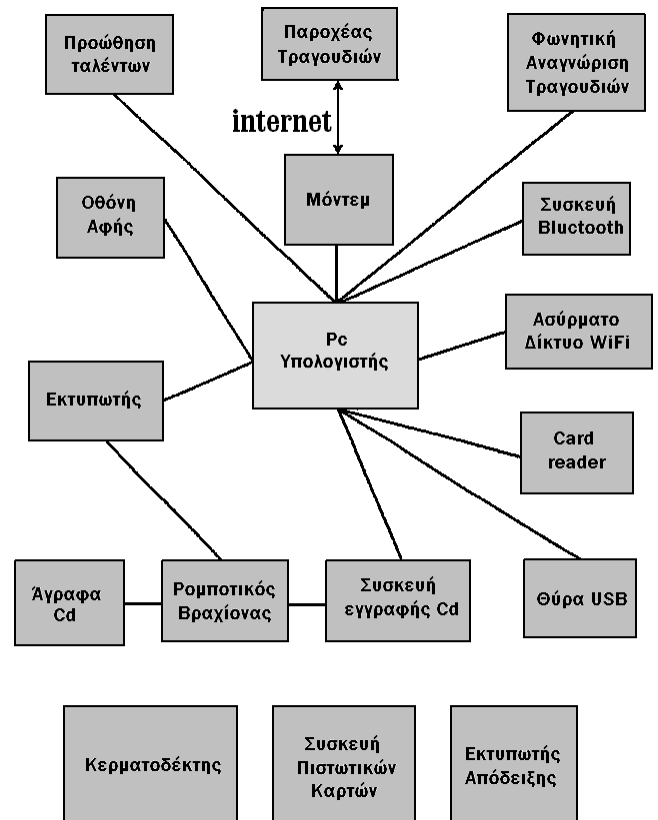 Προώθηση
ταλέντων
Παροχέας
Τραγουδιών
Φωνητική
Αναγνώριση
Τραγουδιών
internet
Μόντεμ
Οθόνη
Αφής
Συσκευή
Bluctooth
Pc
Υπολογιστής
Ασύρματο
Δίκτυο WiFi
Εκτυπωτής
Card
reader
Άγραφα
Cd
Ρομποτικός
Βραχίονας
Συσκευή
εγγραφής Cd
Θύρα USB
Κερματοδέκτης
Συσκευή
Πιστωτικών
Καρτών
Εκτυπωτής
Απόδειξης